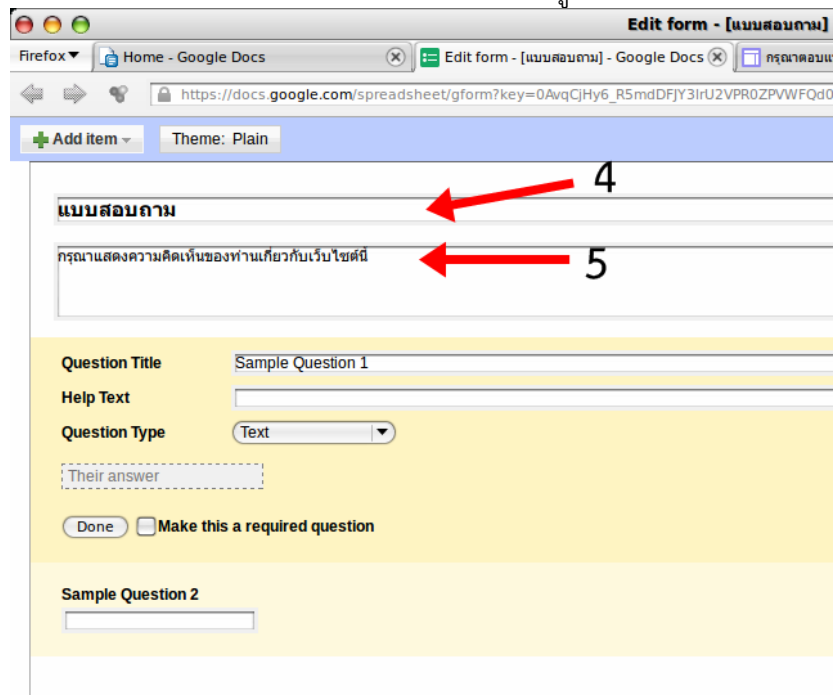 Edit form - [แบบสอบถาม]
Firefox Home - Google Docs Edit form - [แบบสอบถาม] - Google Docs กรุณาตอบแ
https://docs.google.com/spreadsheet/gform?key=0AvqCjHy6_R5mdDFJY3lrU2VPR0ZPVWFQd0
Add item Theme: Plain
4
แบบสอบถาม
กรุณาแสดงความคิดเห็นของท่านเกี่ยวกับเว็บไซต์นี้
5
Question Title Sample Question 1
Help Text
Question Type Text
Their answer
Done Make this a required question
Sample Question 2